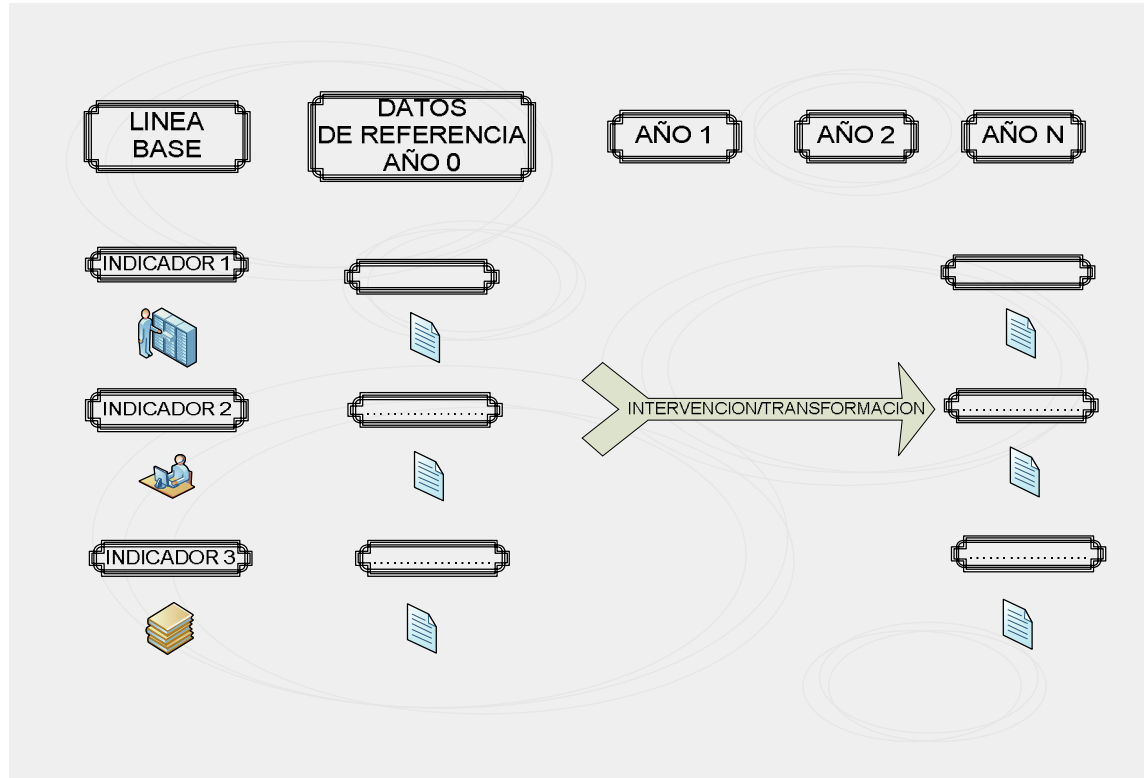 LINEA
BASE
DATOS
DE REFERENCIA
AÑO 0
AÑO 1
AÑO 2
AÑO N
INDICADOR 1
INDICADOR 2
................
INTERVENCION/TRANSFORMACION
................
INDICADOR 3
................
................